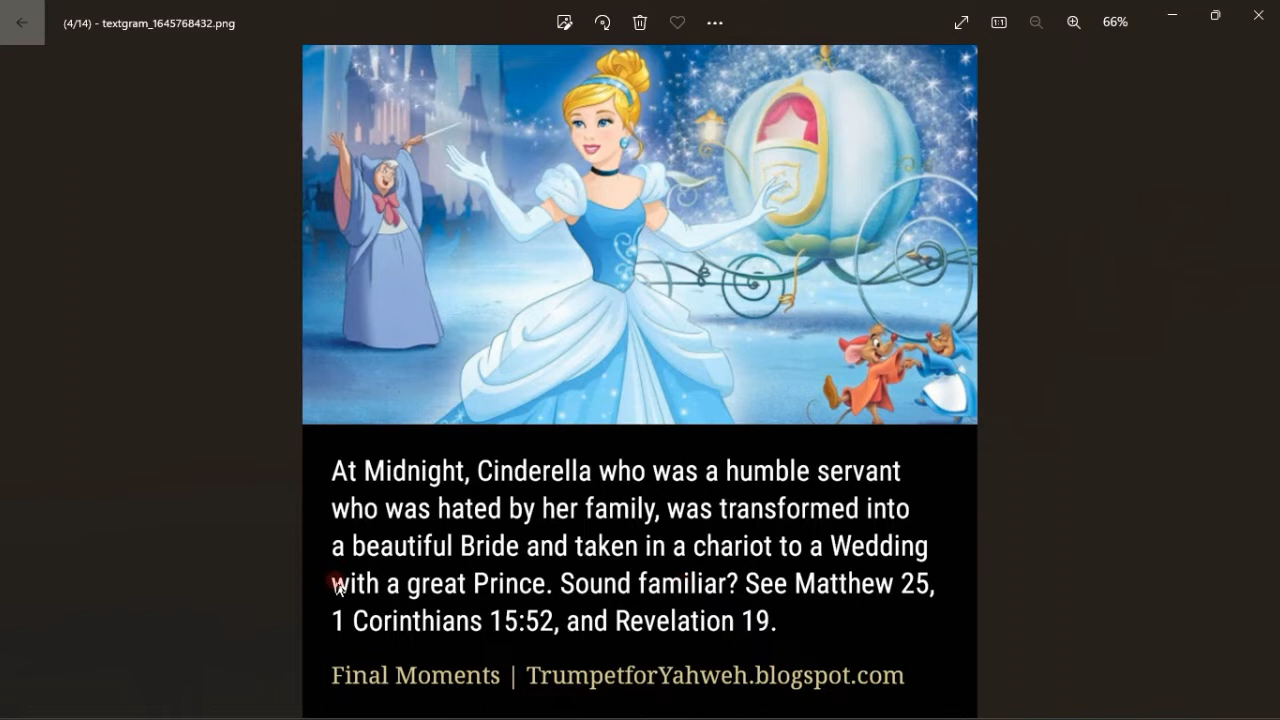 (4/14) - textgram_1645768432.png
66%
At Midnight, Cinderella who was a humble servant
who was hated by her family, was transformed into
a beautiful Bride and taken in a chariot to a Wedding
with a great Prince. Sound familiar? See Matthew 25,
1 Corinthians 15:52, and Revelation 19.
Final Moments | TrumpetforYahweh.blogspot.com